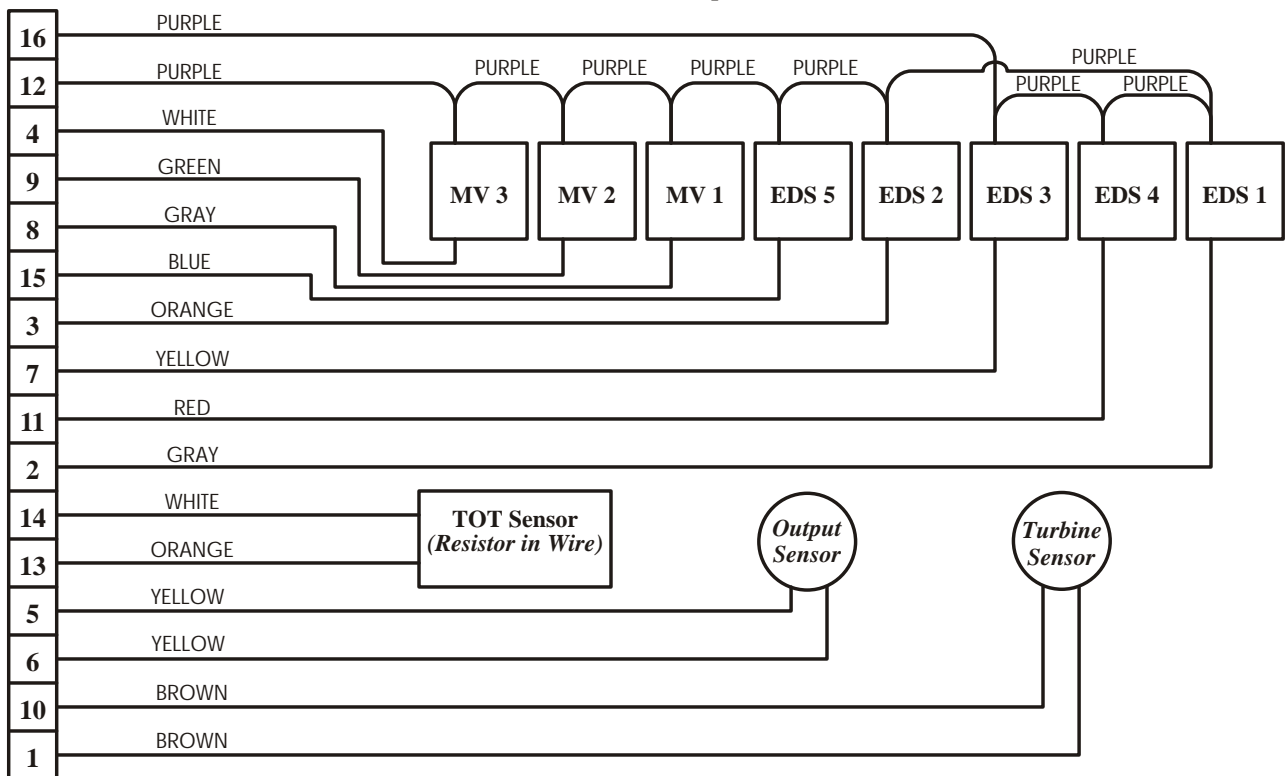 16 PURPLE
PURPLE
12 PURPLE PURPLE PURPLE PURPLE PURPLE
PURPLE PURPLE
4 WHITE
9 GREEN
MV 3 MV 2 MV 1 EDS 5 EDS 2 EDS 3 EDS 4 EDS 1
8 GRAY
15 BLUE
3 ORANGE
7 YELLOW
11 RED
2 GRAY
14 WHITE
TOT Sensor
(Resistor in Wire)
Output
Sensor
Turbine
Sensor
13 ORANGE
5 YELLOW
6 YELLOW
10 BROWN
1 BROWN